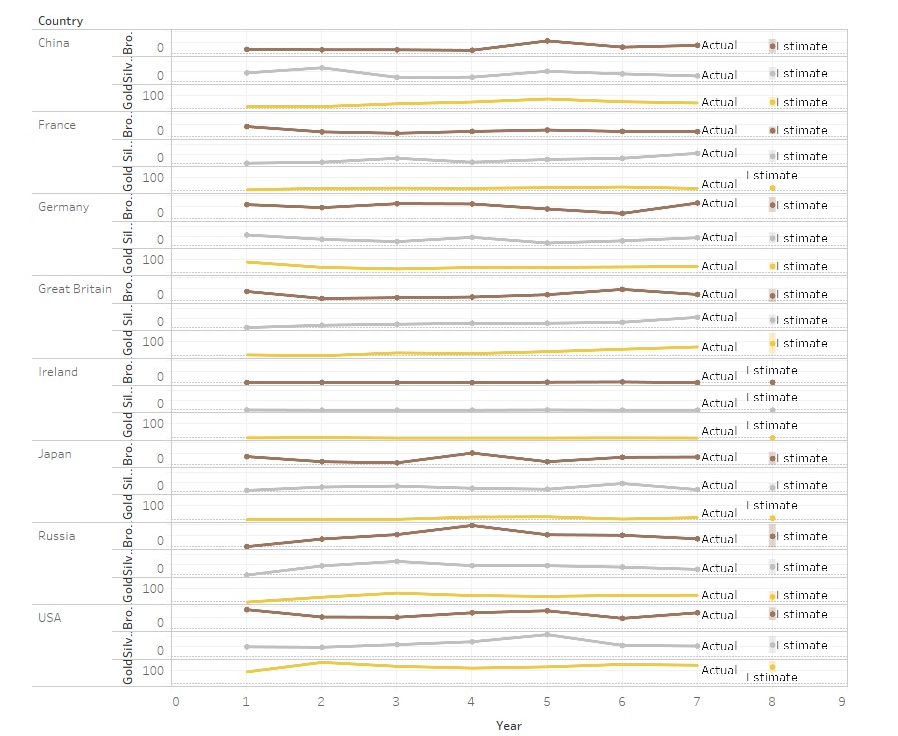 Country
China Bro.. 0 Actual Estimate
Silv.. 0 Actual Estimate
Gold 100 Actual Estimate
France Bro.. 0 Actual Estimate
Sil.. 0 Actual Estimate
Gold 100 Actual Estimate
Germany Bro.. 0 Actual Estimate
Sil.. 0 Actual Estimate
Gold 100 Actual Estimate
Great Britain Bro.. 0 Actual Estimate
Sil.. 0 Actual Estimate
Gold 100 Actual Estimate
Ireland Bro.. 0 Actual Estimate
Sil.. 0 Actual Estimate
Gold 100 Actual Estimate
Japan Bro.. 0 Actual Estimate
Sil.. 0 Actual Estimate
Gold 100 Actual Estimate
Russia Bro.. 0 Actual Estimate
Silv.. 0 Actual Estimate
Gold 100 Actual Estimate
USA Bro.. 0 Actual Estimate
Silv.. 0 Actual Estimate
Gold 100 Actual Estimate
0 1 2 3 4 5 6 7 8 9
Year